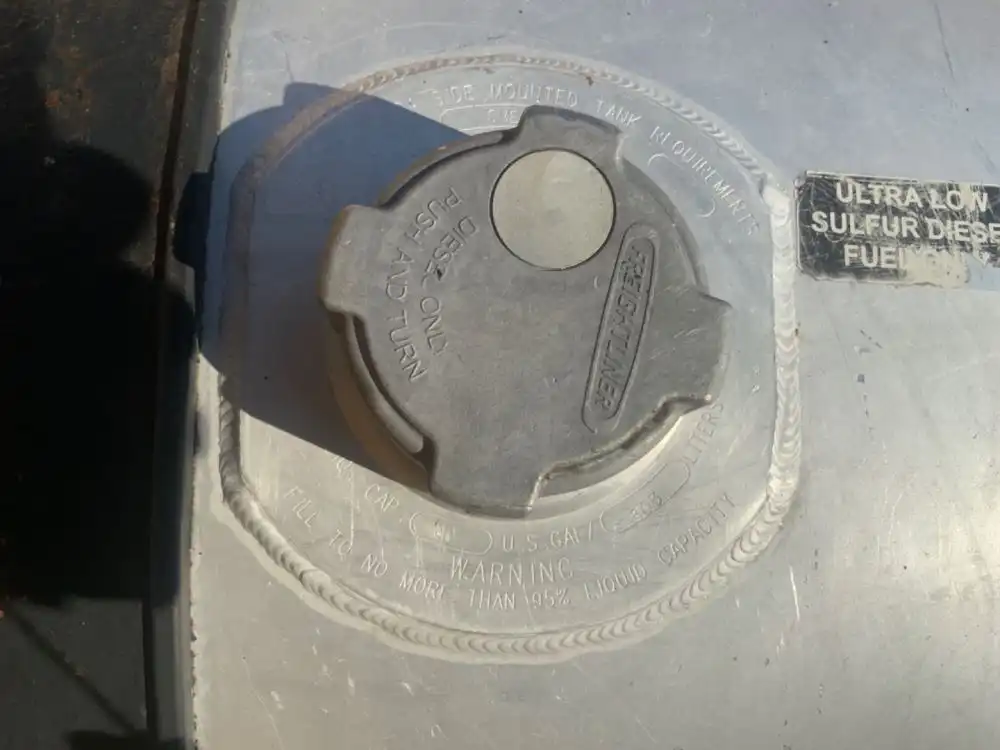 SIDE MOUNTED TANK REQUIREMENTS
DIESEL ONLY
PUSH AND TURN
FREIGHTLINER
ULTRA LOW
SULFUR DIESE
FUEL ONLY
CAP. U.S. GAL/ LITERS
WARNING
FILL TO NO MORE THAN 95% LIQUID CAPACITY